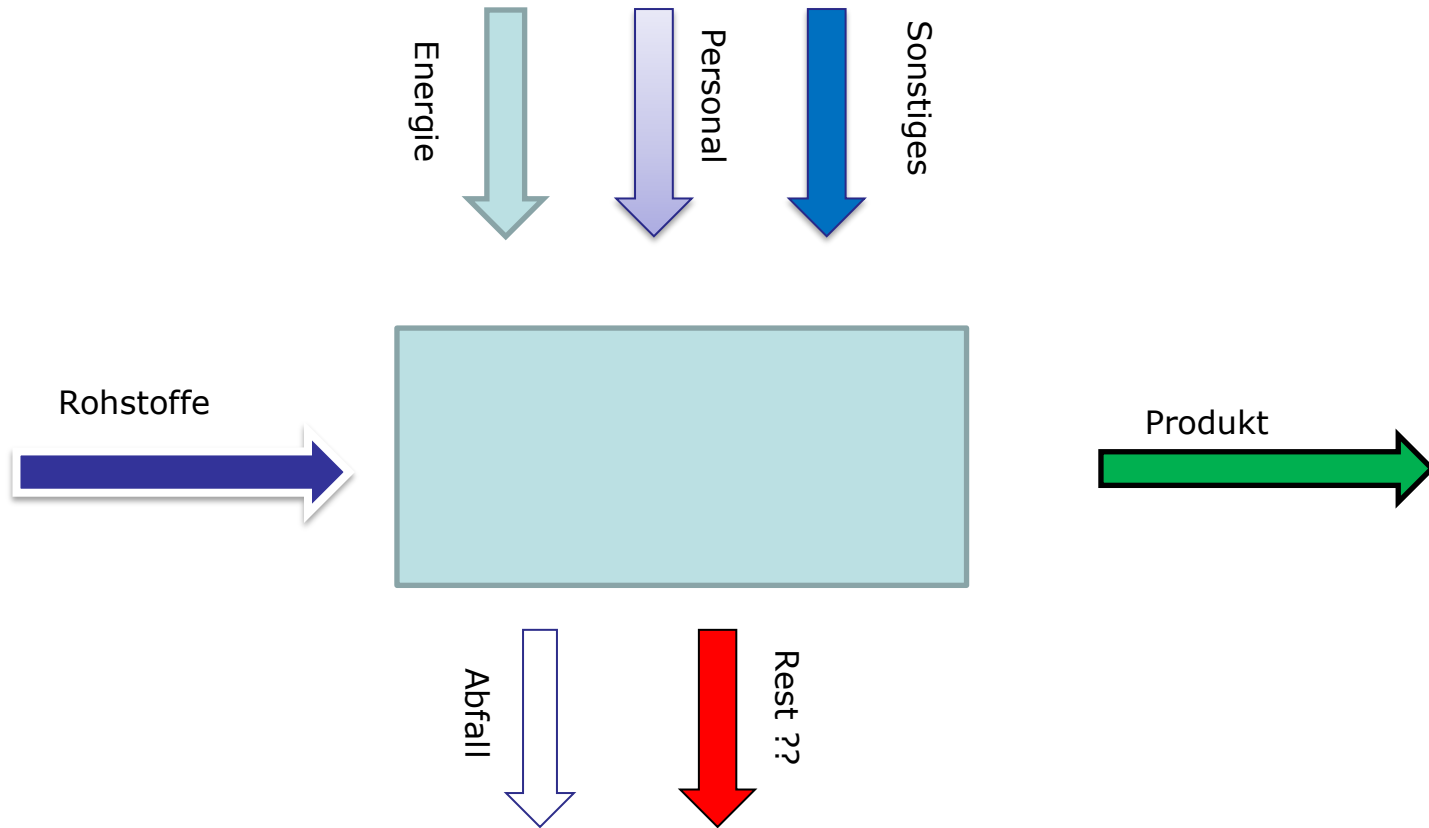 Energie
Personal
Sonstiges
Rohstoffe
Produkt
Abfall
Rest ??